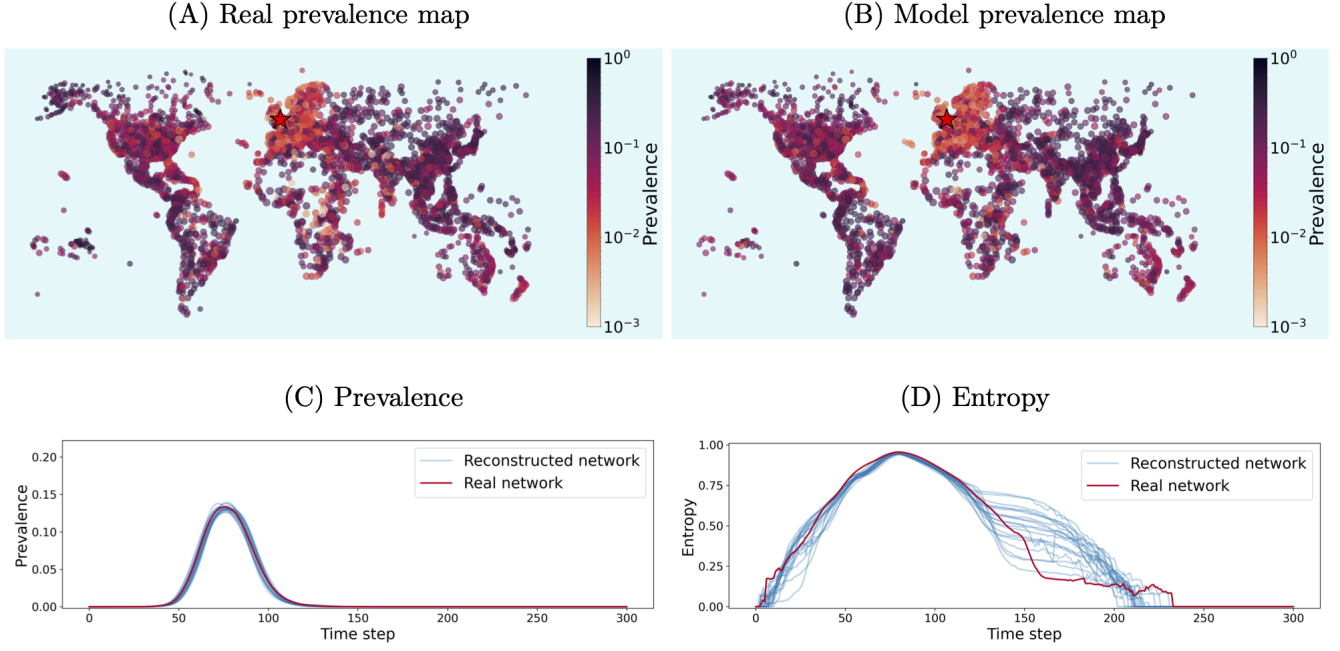 (A) Real prevalence map
(B) Model prevalence map
10^0
10^-1
10^-2
10^-3
Prevalence
10^0
10^-1
10^-2
10^-3
Prevalence
(C) Prevalence
(D) Entropy
Prevalence
0.20
0.15
0.10
0.05
0.00
Reconstructed network
Real network
0
50
100
150
200
250
300
Time step
Entropy
1.00
0.75
0.50
0.25
0.00
Reconstructed network
Real network
0
50
100
150
200
250
300
Time step